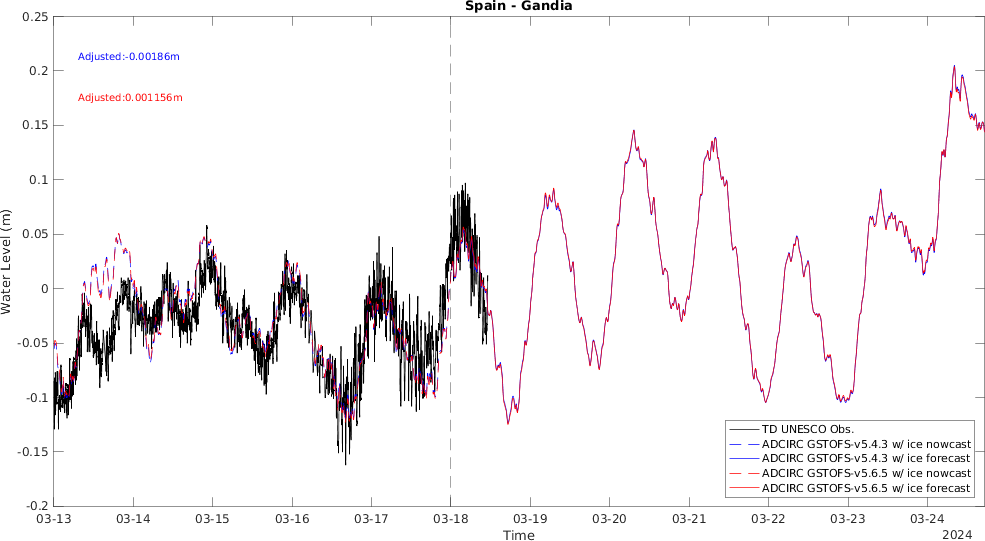 Spain - Gandia
0.25
0.2
0.15
0.1
0.05
0
-0.05
-0.1
-0.15
-0.2
Water Level (m)
Adjusted:-0.00186m
Adjusted:0.001156m
TD UNESCO Obs.
ADCIRC GSTOFS-v5.4.3 w/ ice nowcast
ADCIRC GSTOFS-v5.4.3 w/ ice forecast
ADCIRC GSTOFS-v5.6.5 w/ ice nowcast
ADCIRC GSTOFS-v5.6.5 w/ ice forecast
03-13 03-14 03-15 03-16 03-17 03-18 03-19 03-20 03-21 03-22 03-23 03-24
Time
2024